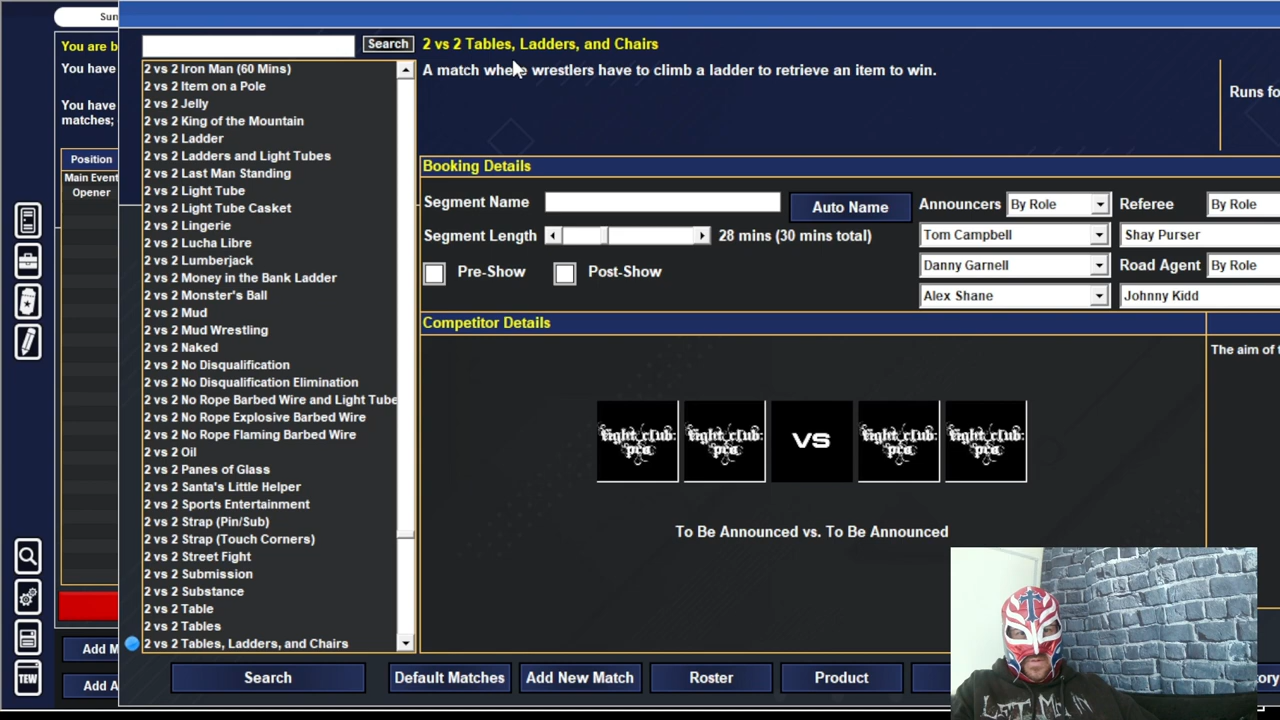 Sun
You are b
You have
You have
matches;
Position
Main Event
Opener
Add M
Add A
TEW
Search
2 vs 2 Iron Man (60 Mins)
2 vs 2 Item on a Pole
2 vs 2 Jelly
2 vs 2 King of the Mountain
2 vs 2 Ladder
2 vs 2 Ladders and Light Tubes
2 vs 2 Last Man Standing
2 vs 2 Light Tube
2 vs 2 Light Tube Casket
2 vs 2 Lingerie
2 vs 2 Lucha Libre
2 vs 2 Lumberjack
2 vs 2 Money in the Bank Ladder
2 vs 2 Monster's Ball
2 vs 2 Mud
2 vs 2 Mud Wrestling
2 vs 2 Naked
2 vs 2 No Disqualification
2 vs 2 No Disqualification Elimination
2 vs 2 No Rope Barbed Wire and Light Tube
2 vs 2 No Rope Explosive Barbed Wire
2 vs 2 No Rope Flaming Barbed Wire
2 vs 2 Oil
2 vs 2 Panes of Glass
2 vs 2 Santa's Little Helper
2 vs 2 Sports Entertainment
2 vs 2 Strap (Pin/Sub)
2 vs 2 Strap (Touch Corners)
2 vs 2 Street Fight
2 vs 2 Submission
2 vs 2 Substance
2 vs 2 Table
2 vs 2 Tables
2 vs 2 Tables, Ladders, and Chairs
2 vs 2 Tables, Ladders, and Chairs
A match where wrestlers have to climb a ladder to retrieve an item to win.
Runs fo
Booking Details
Segment Name
Auto Name
Announcers By Role Referee By Role
Segment Length 28 mins (30 mins total)
Tom Campbell Shay Purser
Pre-Show Post-Show
Danny Garnell Road Agent By Role
Alex Shane Johnny Kidd
Competitor Details
The aim of t
fight club: pro
fight club: pro
VS
fight club: pro
fight club: pro
To Be Announced vs. To Be Announced
Search Default Matches Add New Match Roster Product
tory